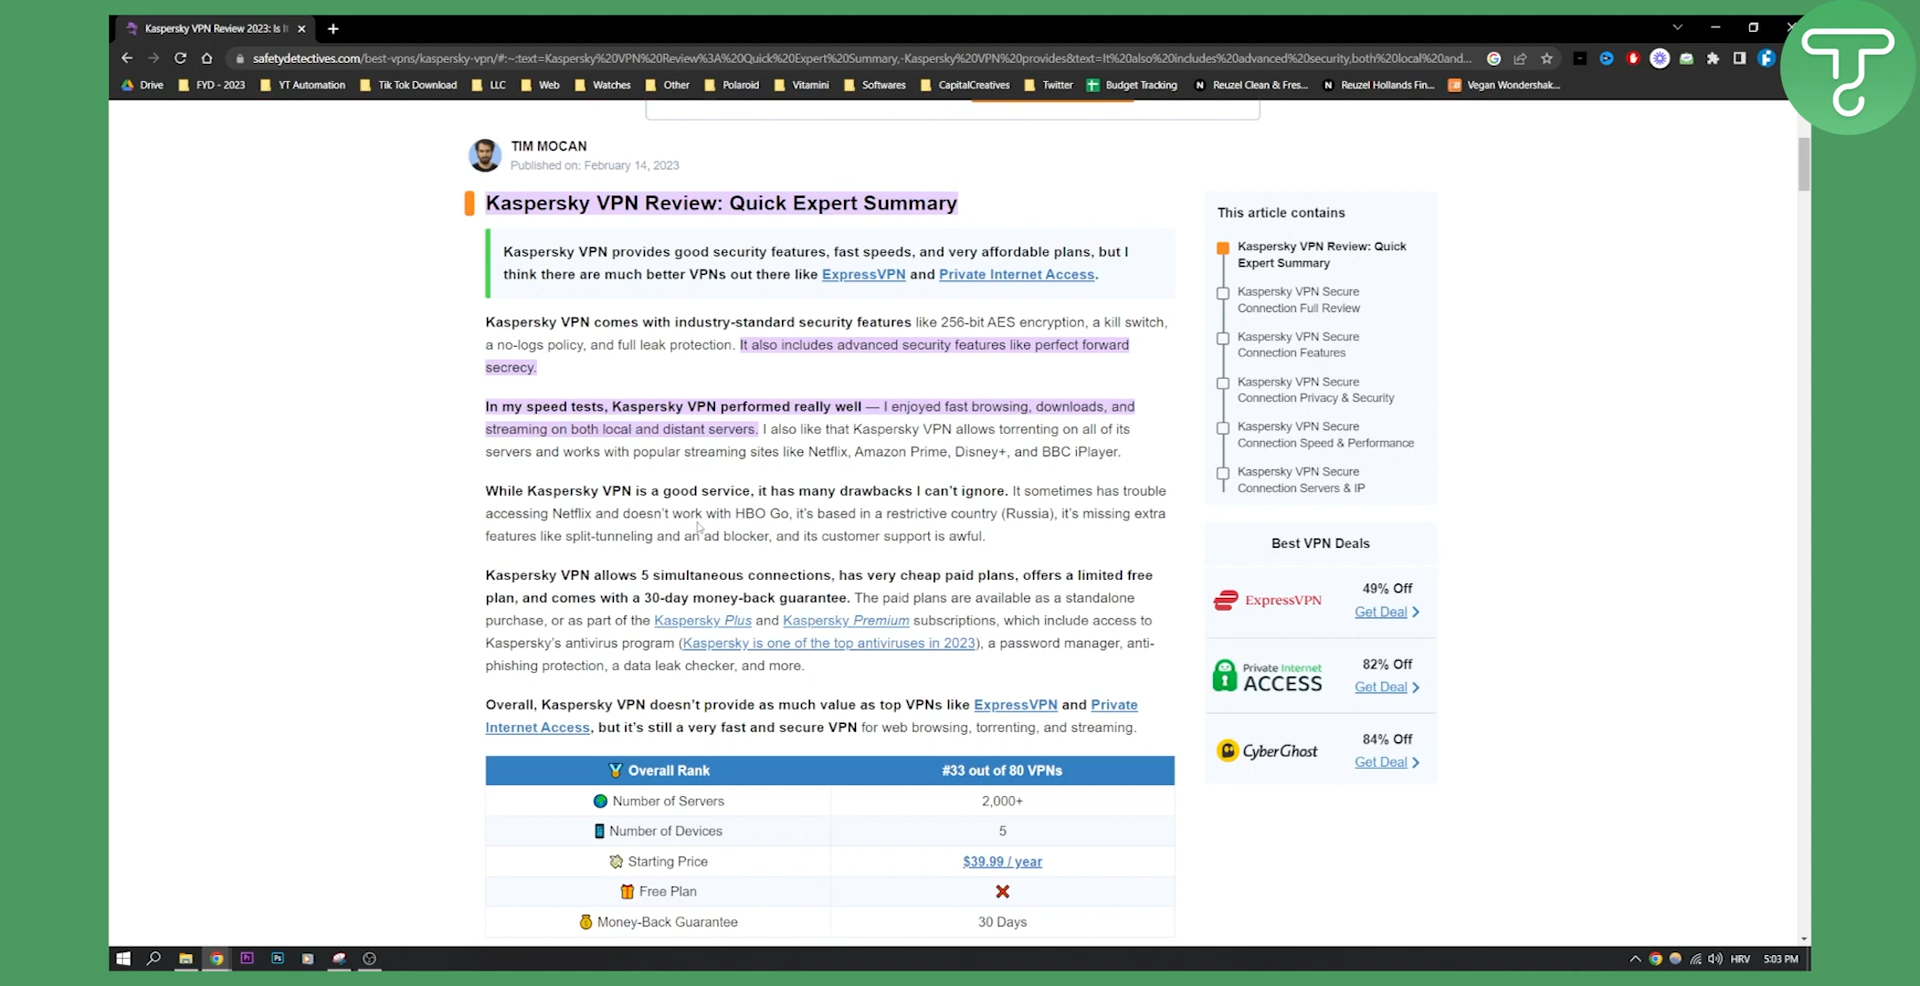 Kaspersky VPN Review 2023: Is I
safetydetectives.com/best-vpns/kaspersky-vpn/#:~:text=Kaspersky%20VPN%20Review%3A%20Quick%20Expert%20Summary,-Kaspersky%20VPN%20provides&text=It%20also%20includes%20advanced%20security,both%20local%20and...
Drive FYD - 2023 YT Automation Tik Tok Download LLC Web Watches Other Polaroid Vitamini Softwares CapitalCreatives Twitter Budget Tracking Reuzel Clean & Fres... Reuzel Hollands Fin... Vegan Wondershak...
TIM MOCAN
Published on: February 14, 2023
Kaspersky VPN Review: Quick Expert Summary
Kaspersky VPN provides good security features, fast speeds, and very affordable plans, but I
think there are much better VPNs out there like ExpressVPN and Private Internet Access.
Kaspersky VPN comes with industry-standard security features like 256-bit AES encryption, a kill switch,
a no-logs policy, and full leak protection. It also includes advanced security features like perfect forward
secrecy.
In my speed tests, Kaspersky VPN performed really well — I enjoyed fast browsing, downloads, and
streaming on both local and distant servers. I also like that Kaspersky VPN allows torrenting on all of its
servers and works with popular streaming sites like Netflix, Amazon Prime, Disney+, and BBC iPlayer.
While Kaspersky VPN is a good service, it has many drawbacks I can't ignore. It sometimes has trouble
accessing Netflix and doesn't work with HBO Go, it's based in a restrictive country (Russia), it's missing extra
features like split-tunneling and an ad blocker, and its customer support is awful.
Kaspersky VPN allows 5 simultaneous connections, has very cheap paid plans, offers a limited free
plan, and comes with a 30-day money-back guarantee. The paid plans are available as a standalone
purchase, or as part of the Kaspersky Plus and Kaspersky Premium subscriptions, which include access to
Kaspersky's antivirus program (Kaspersky is one of the top antiviruses in 2023), a password manager, anti-
phishing protection, a data leak checker, and more.
Overall, Kaspersky VPN doesn't provide as much value as top VPNs like ExpressVPN and Private
Internet Access, but it's still a very fast and secure VPN for web browsing, torrenting, and streaming.
Overall Rank #33 out of 80 VPNs
Number of Servers 2,000+
Number of Devices 5
Starting Price $39.99 / year
Free Plan
Money-Back Guarantee 30 Days
This article contains
Kaspersky VPN Review: Quick
Expert Summary
Kaspersky VPN Secure
Connection Full Review
Kaspersky VPN Secure
Connection Features
Kaspersky VPN Secure
Connection Privacy & Security
Kaspersky VPN Secure
Connection Speed & Performance
Kaspersky VPN Secure
Connection Servers & IP
Best VPN Deals
ExpressVPN 49% Off
Get Deal
Private Internet ACCESS 82% Off
Get Deal
CyberGhost 84% Off
Get Deal
HRV 5:03 PM